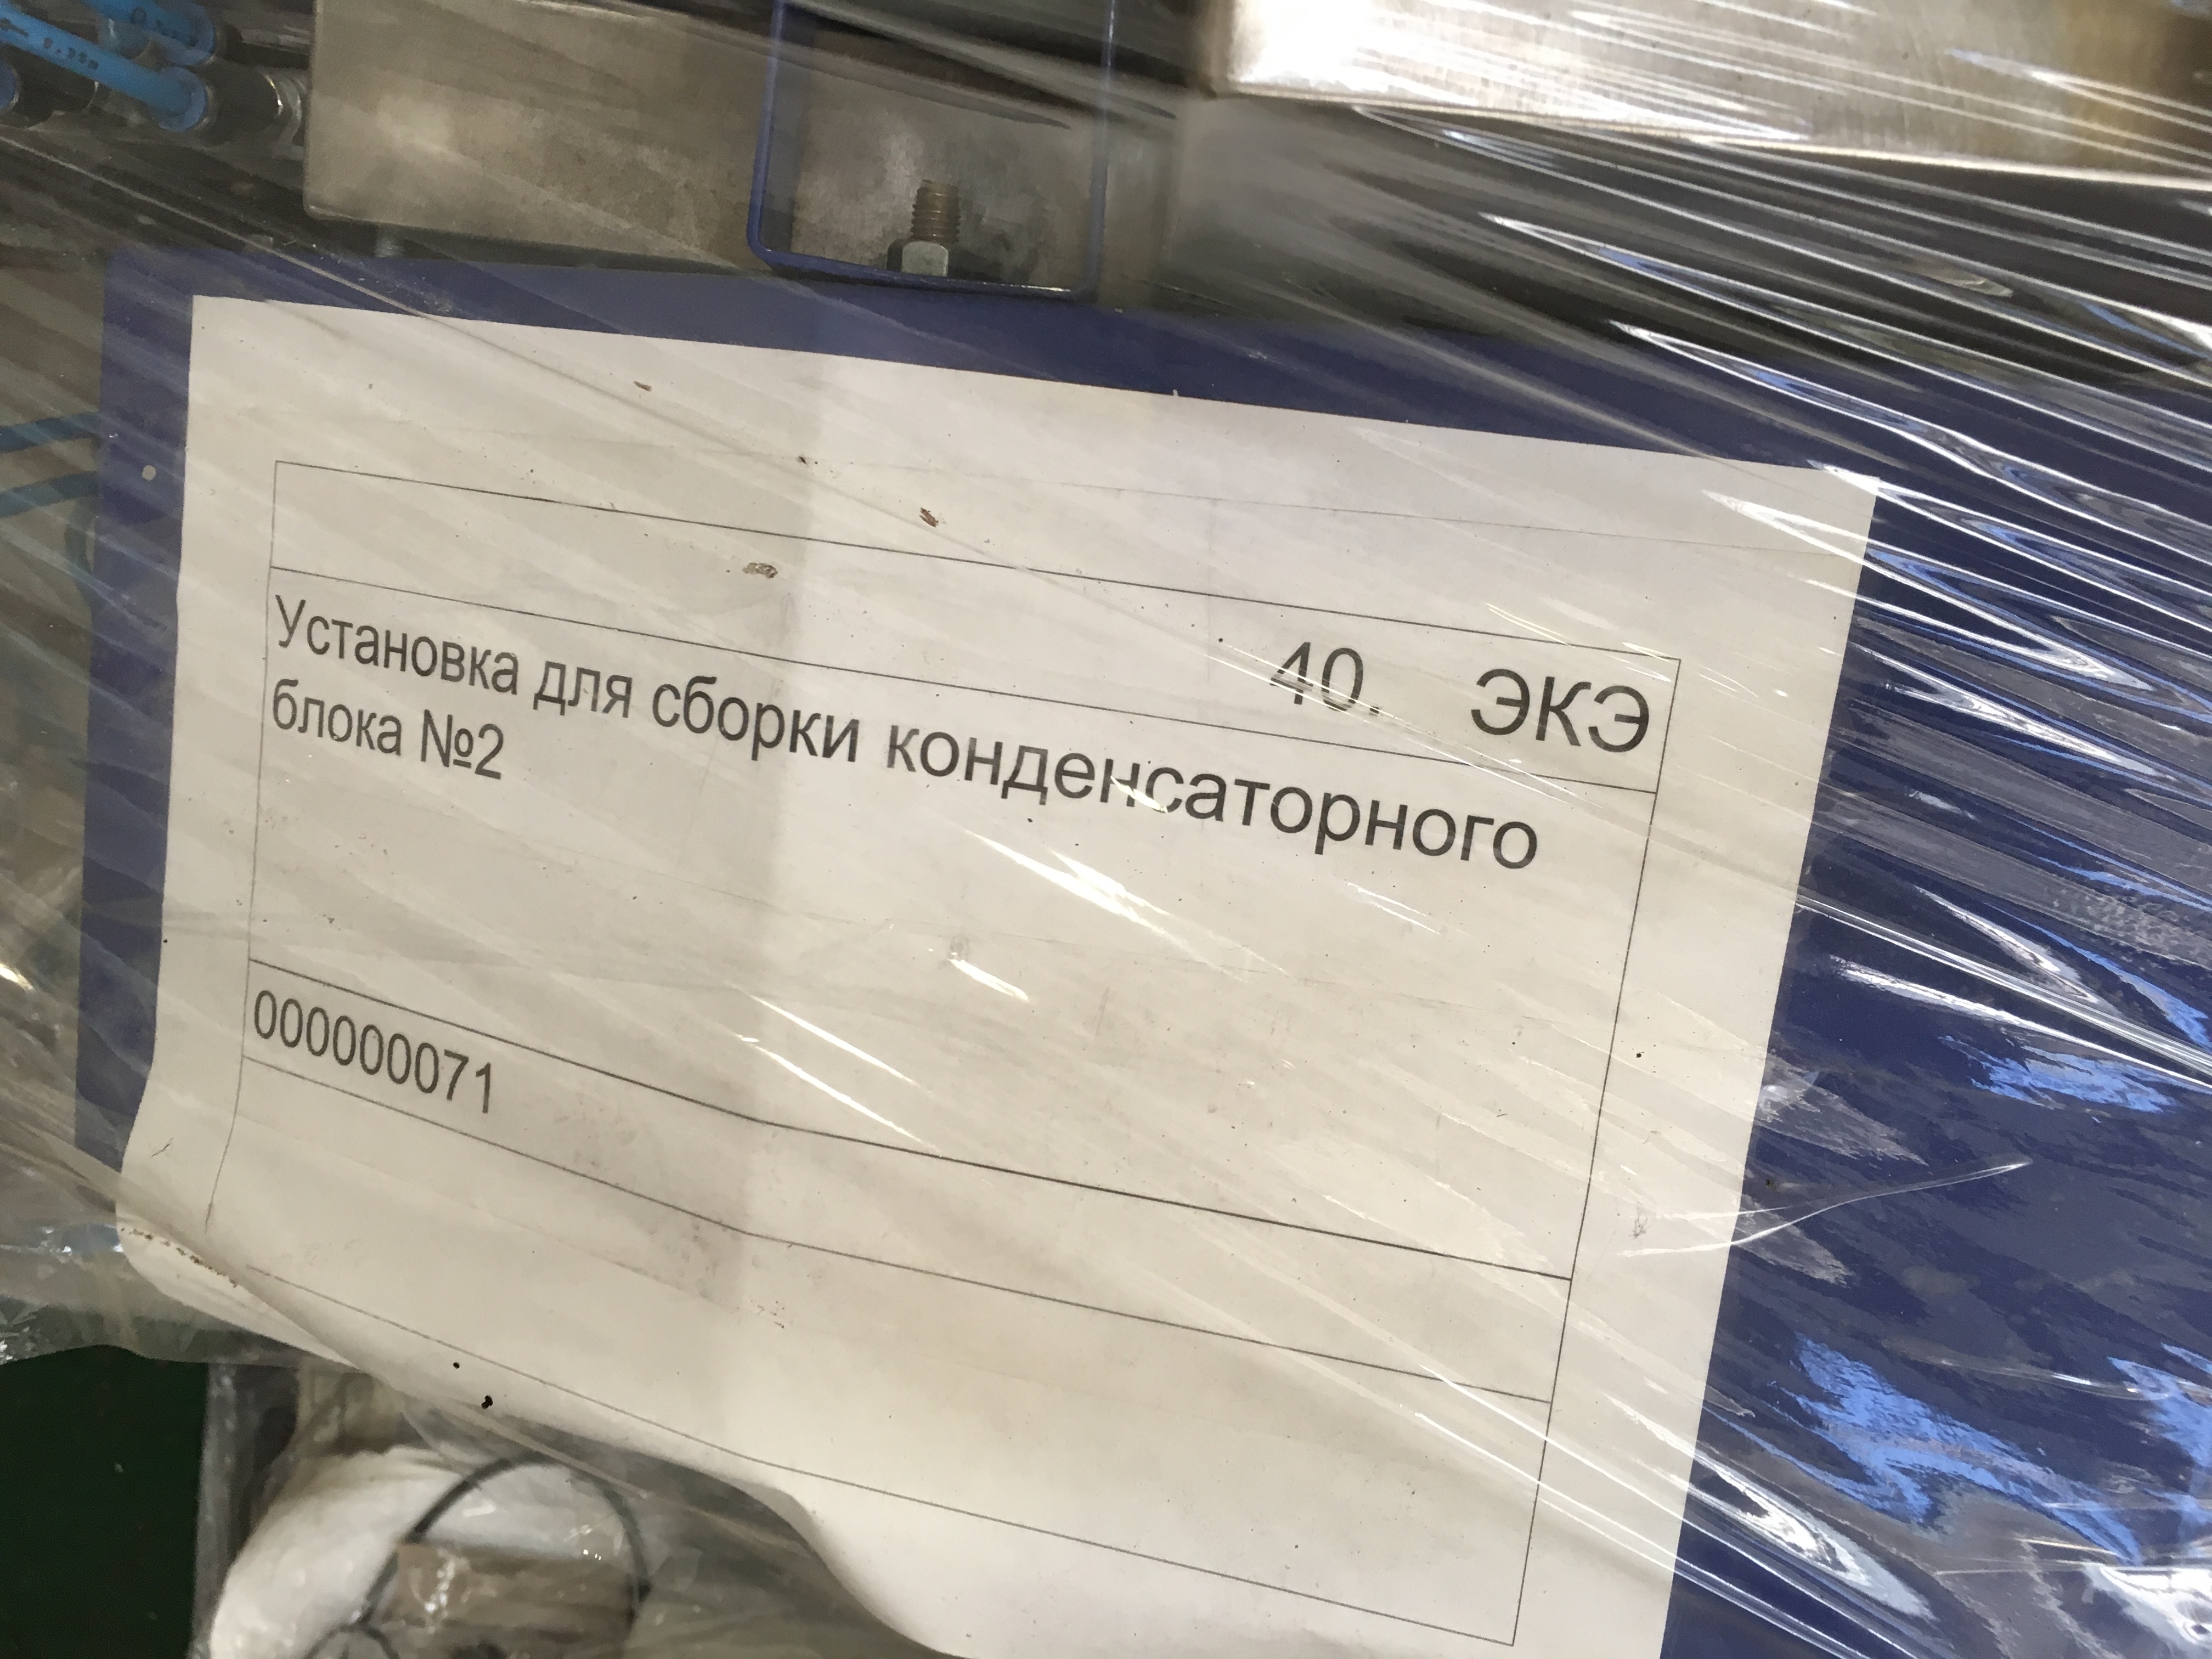 40. ЭКЭ
Установка для сборки конденсаторного
блока №2
000000071